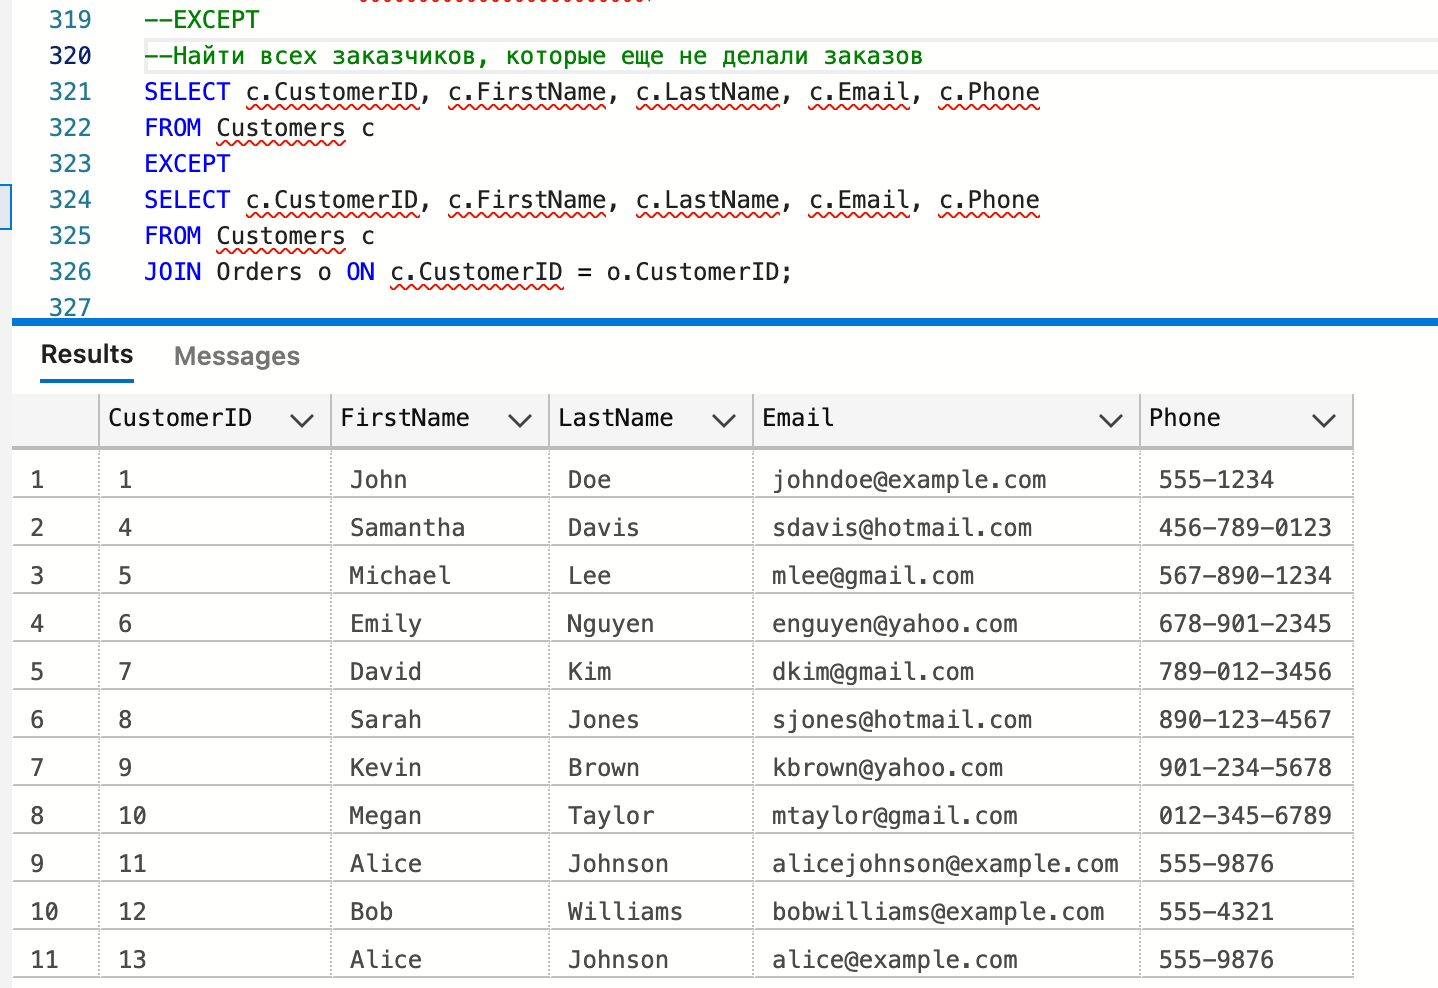 319 --EXCEPT
320 --Найти всех заказчиков, которые еще не делали заказов
321 SELECT c.CustomerID, c.FirstName, c.LastName, c.Email, c.Phone
322 FROM Customers c
323 EXCEPT
324 SELECT c.CustomerID, c.FirstName, c.LastName, c.Email, c.Phone
325 FROM Customers c
326 JOIN Orders o ON c.CustomerID = o.CustomerID;
327
Results Messages
CustomerID FirstName LastName Email Phone
1 1 John Doe johndoe@example.com 555-1234
2 4 Samantha Davis sdavis@hotmail.com 456-789-0123
3 5 Michael Lee mlee@gmail.com 567-890-1234
4 6 Emily Nguyen enguyen@yahoo.com 678-901-2345
5 7 David Kim dkim@gmail.com 789-012-3456
6 8 Sarah Jones sjones@hotmail.com 890-123-4567
7 9 Kevin Brown kbrown@yahoo.com 901-234-5678
8 10 Megan Taylor mtaylor@gmail.com 012-345-6789
9 11 Alice Johnson alicejohnson@example.com 555-9876
10 12 Bob Williams bobwilliams@example.com 555-4321
11 13 Alice Johnson alice@example.com 555-9876